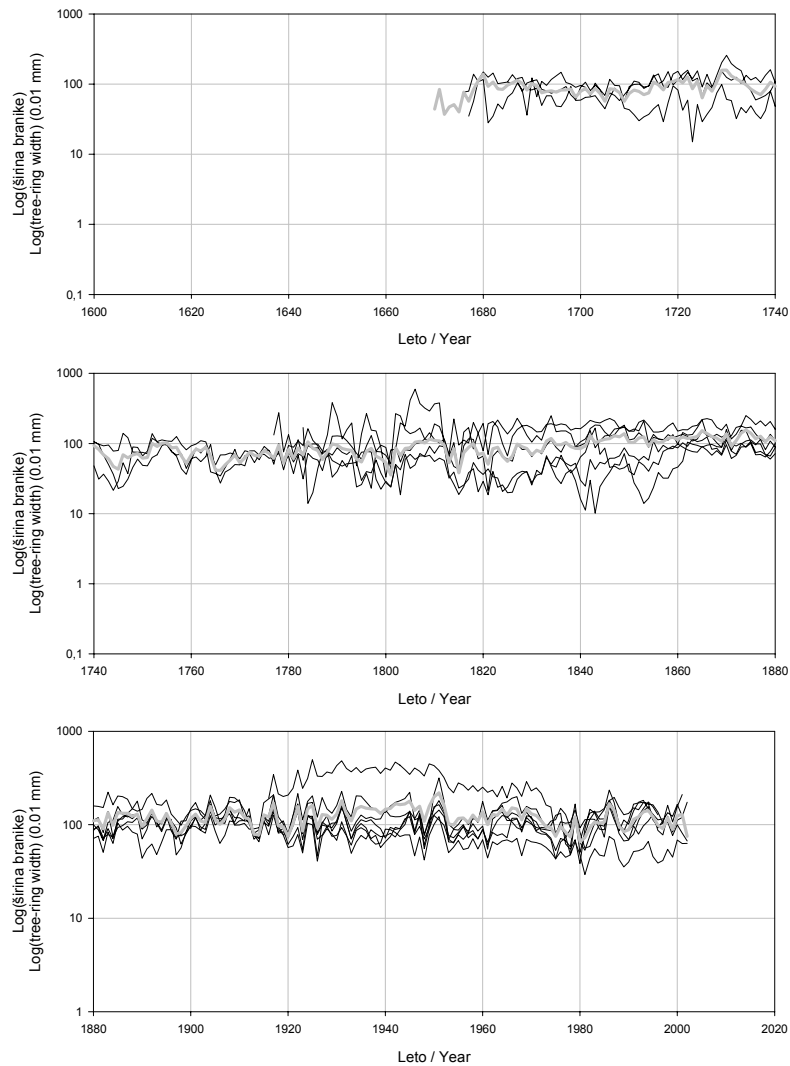 1000
100
10
1
0,1
Log(širina branike)
Log(tree-ring width) (0.01 mm)
1600 1620 1640 1660 1680 1700 1720 1740
Leto / Year
1000
100
10
1
0,1
Log(širina branike)
Log(tree-ring width) (0.01 mm)
1740 1760 1780 1800 1820 1840 1860 1880
Leto / Year
1000
100
10
1
Log(širina branike)
Log(tree-ring width) (0.01 mm)
1880 1900 1920 1940 1960 1980 2000 2020
Leto / Year